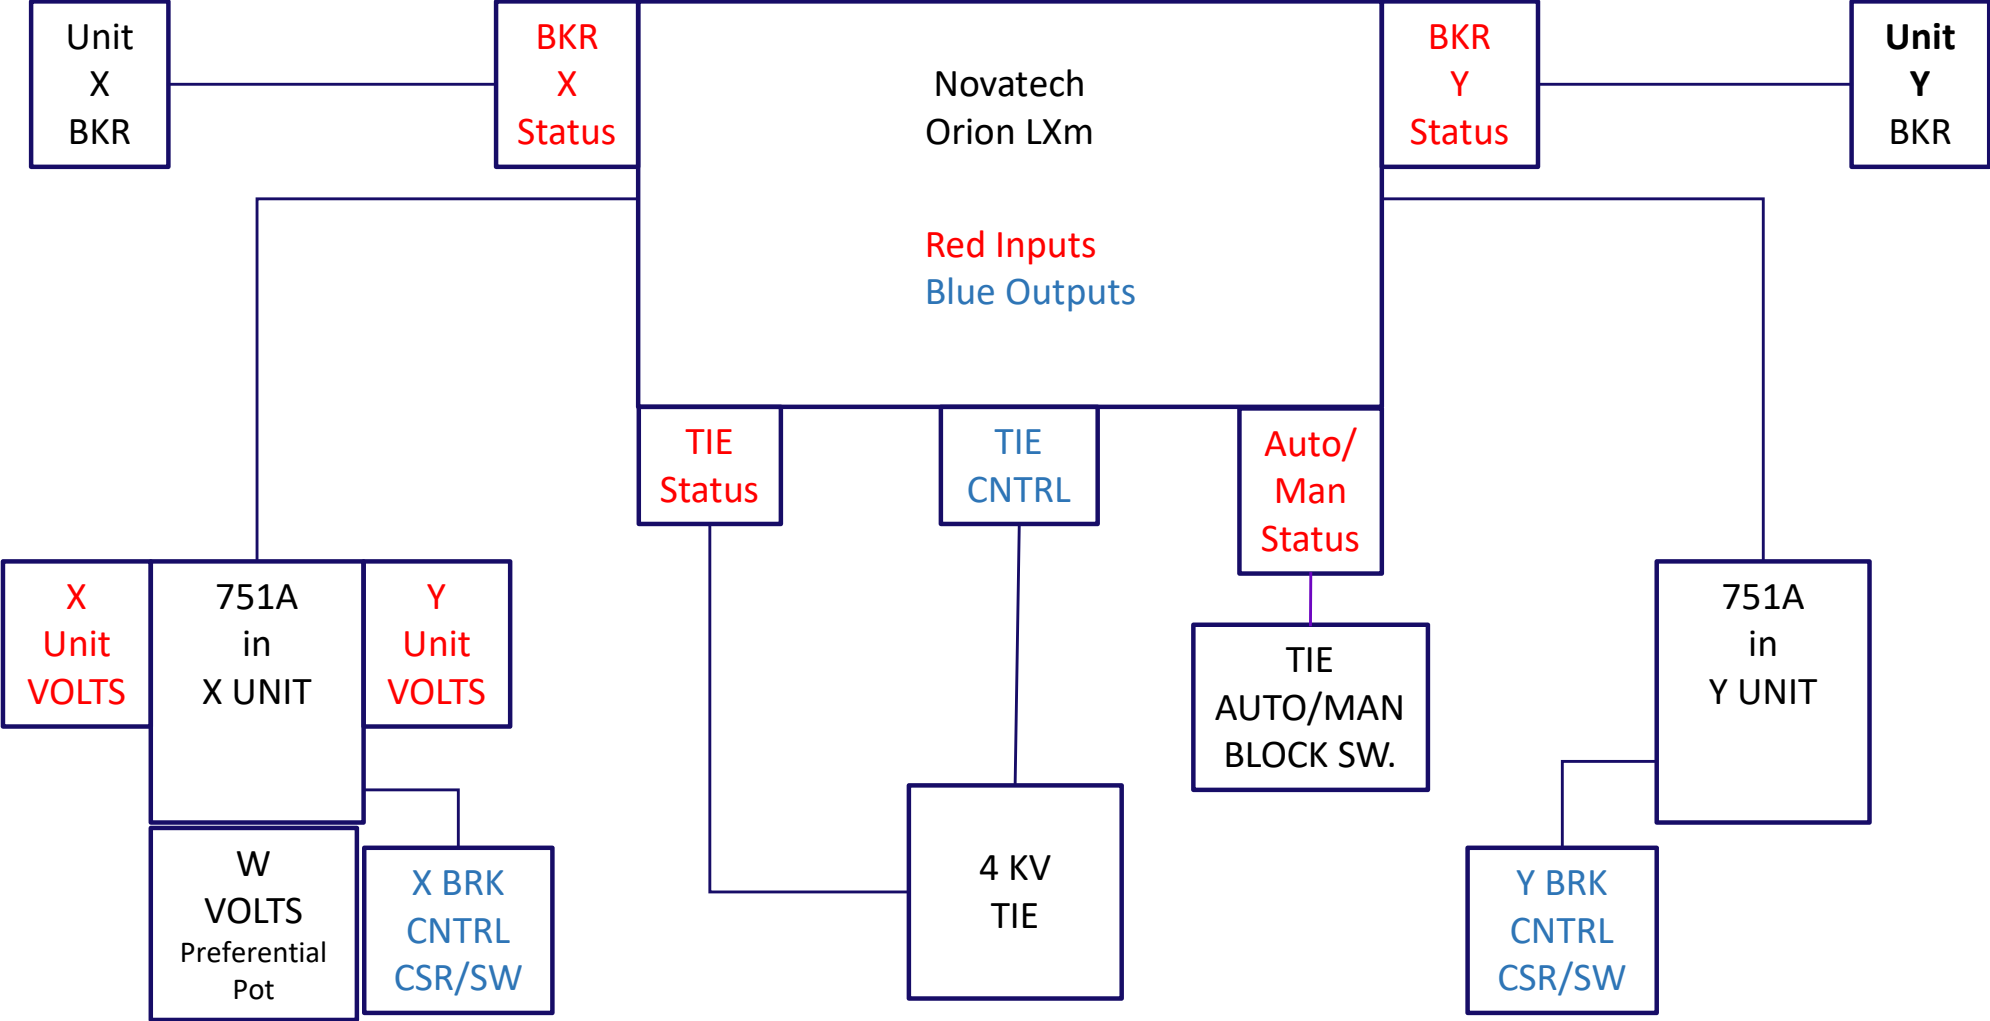 Unit
X
BKR
BKR
X
Status
Novatech
Orion LXm
Red Inputs
Blue Outputs
BKR
Y
Status
Unit
Y
BKR
TIE
Status
TIE
CNTRL
Auto/
Man
Status
X
Unit
VOLTS
751A
in
X UNIT
Y
Unit
VOLTS
TIE
AUTO/MAN
BLOCK SW.
751A
in
Y UNIT
W
VOLTS
Preferential
Pot
X BRK
CNTRL
CSR/SW
4 KV
TIE
Y BRK
CNTRL
CSR/SW